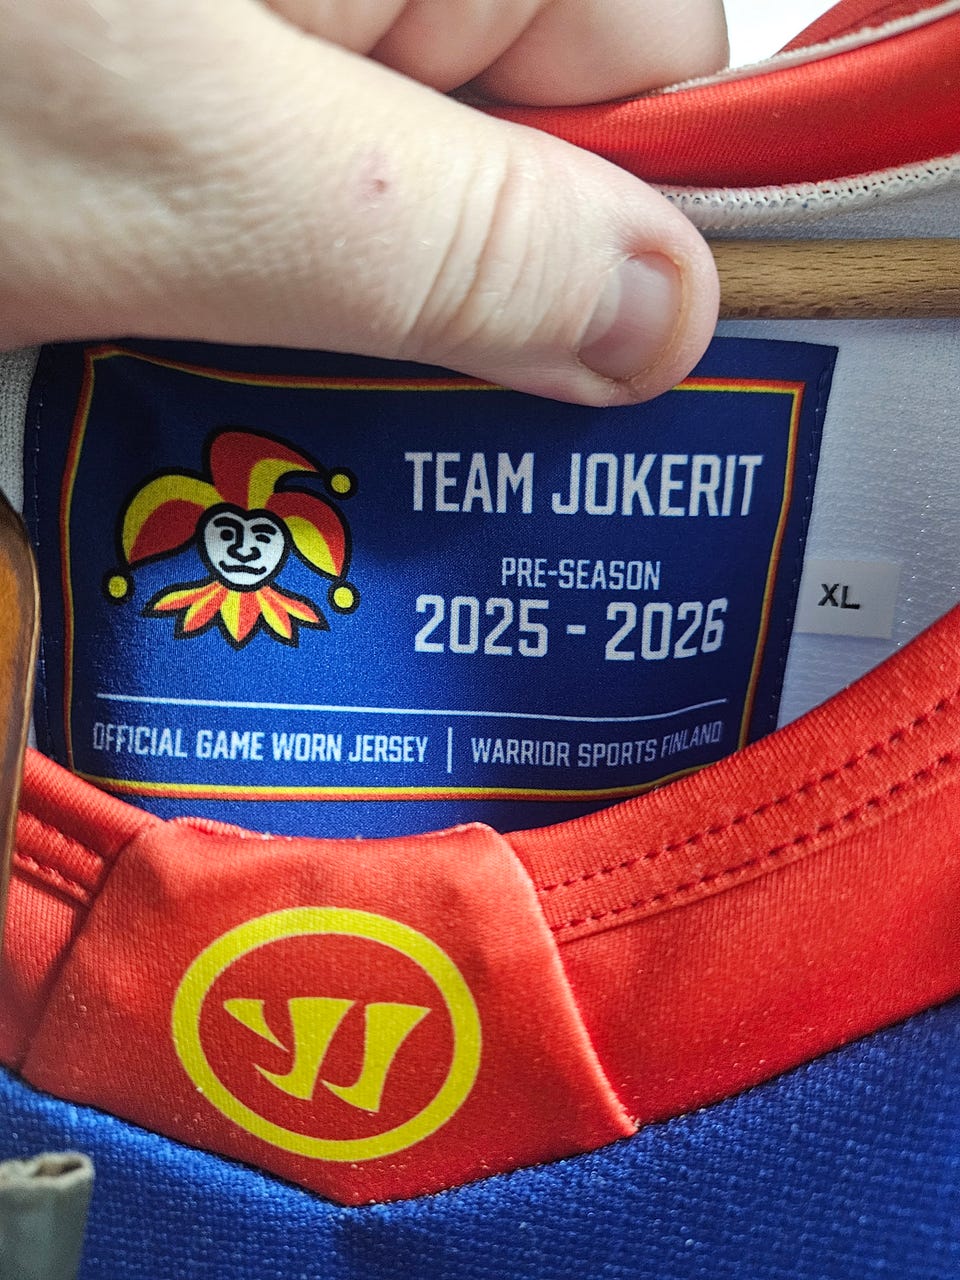 TEAM JOKERIT
PRE-SEASON
2025 - 2026
OFFICIAL GAME WORN JERSEY | WARRIOR SPORTS FINLAND
XL